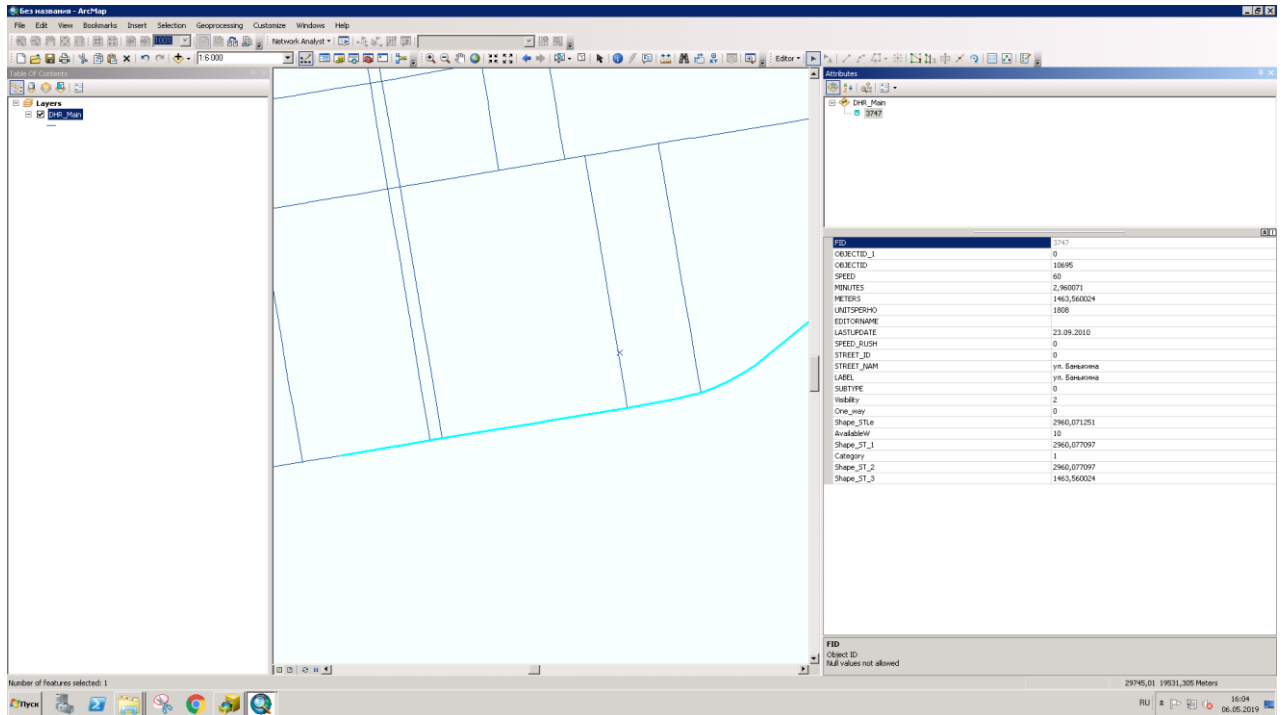 Без названия - ArcMap
File Edit View Bookmarks Insert Selection Geoprocessing Customize Windows Help
100% Network Analyst
1:6 000 Editor
Table Of Contents
Layers
DHR_Main
Attributes
DHR_Main
3747
FID 3747
OBJECTID_1 0
OBJECTID 10695
SPEED 60
MINUTES 2,960071
METERS 1463,560024
UNITSPERHO 1808
EDITORNAME
LASTUPDATE 23.09.2010
SPEED_RUSH 0
STREET_ID 0
STREET_NAM ул. Баныкина
LABEL ул. Баныкина
SUBTYPE 0
Visibility 2
One_way 0
Shape_STLe 2960,071251
AvailableW 10
Shape_ST_1 2960,077097
Category 1
Shape_ST_2 2960,077097
Shape_ST_3 1463,560024
FID
Object ID
Null values not allowed
Number of features selected: 1
29745,01 19531,305 Meters
Пуск
RU
16:04
06.05.2019